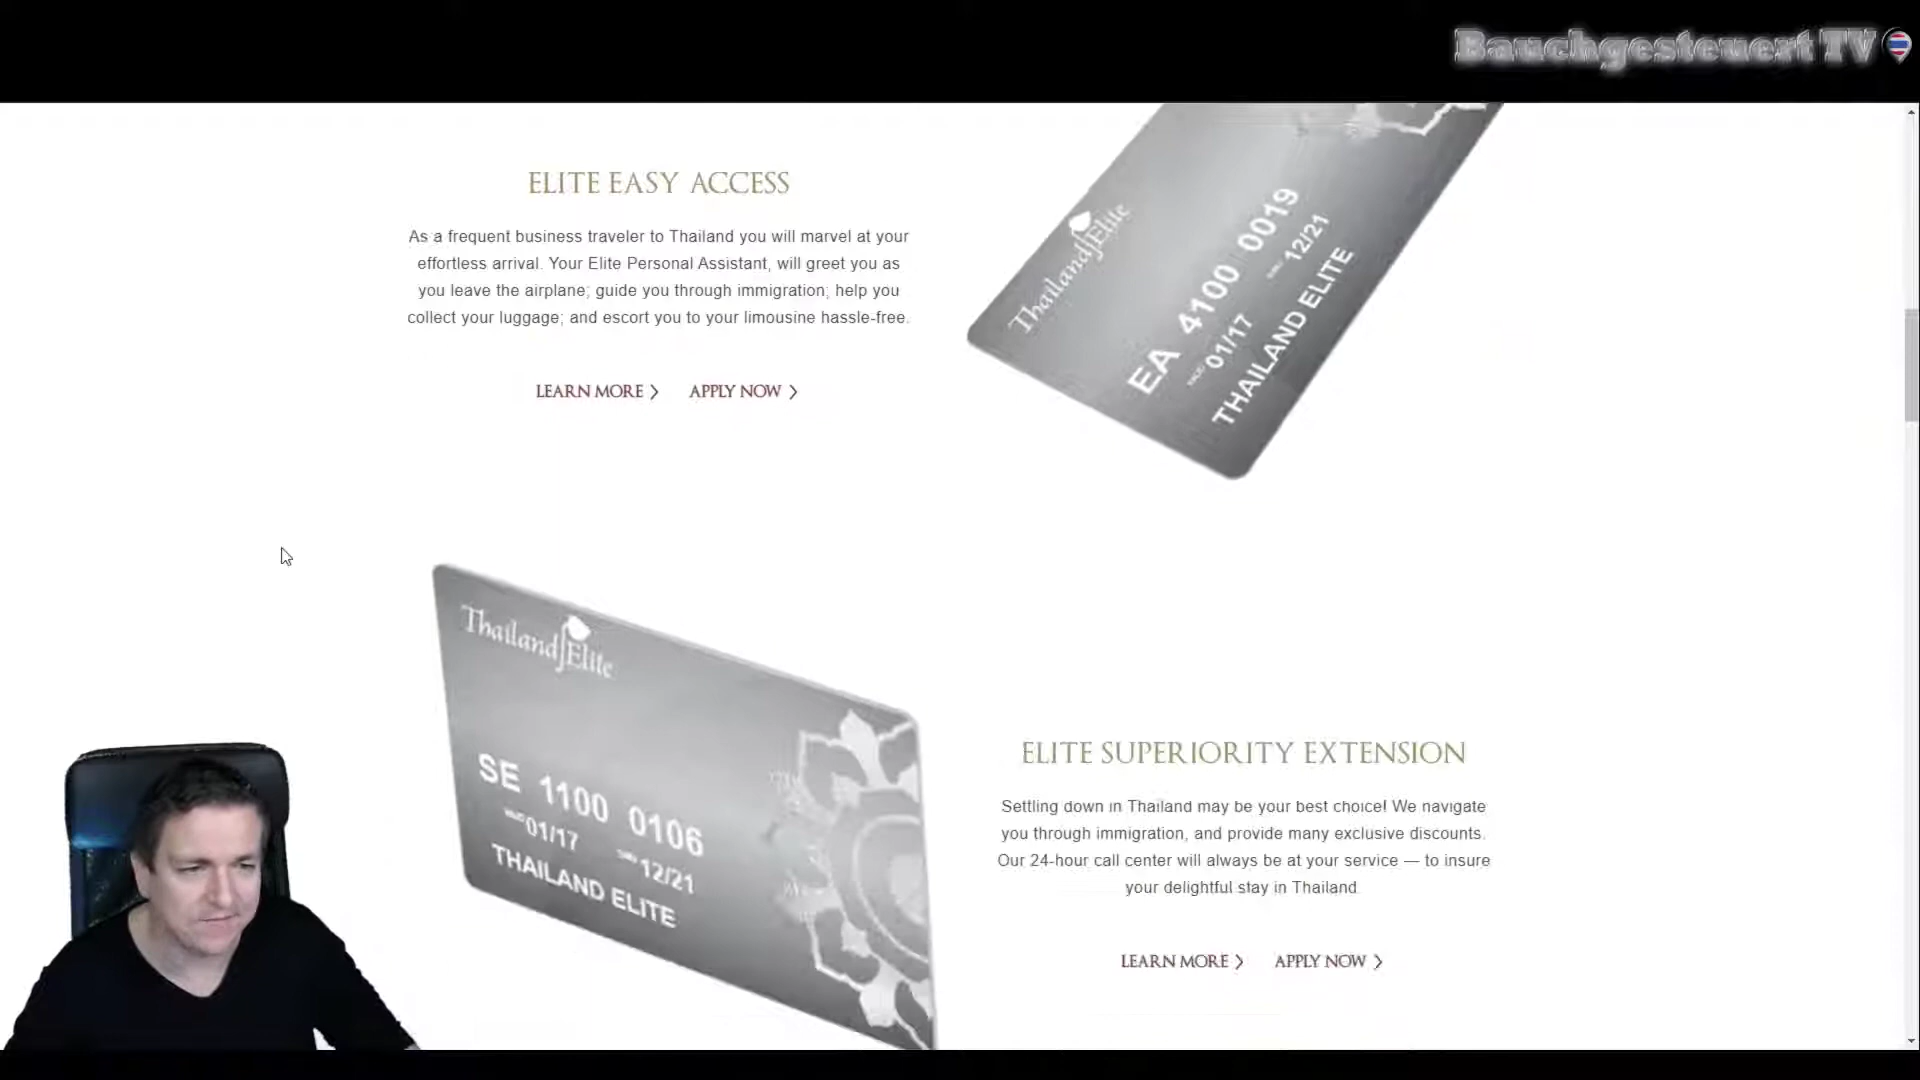 Bauchgesteuert TV
ELITE EASY ACCESS
As a frequent business traveler to Thailand you will marvel at your
effortless arrival. Your Elite Personal Assistant, will greet you as
you leave the airplane; guide you through immigration; help you
collect your luggage; and escort you to your limousine hassle-free.
LEARN MORE
APPLY NOW
Thailand Elite
EA 4100 0019
01/17
12/21
THAILAND ELITE
Thailand Elite
SE 1100 0106
01/17
12/21
THAILAND ELITE
ELITE SUPERIORITY EXTENSION
Settling down in Thailand may be your best choice! We navigate
you through immigration, and provide many exclusive discounts.
Our 24-hour call center will always be at your service — to insure
your delightful stay in Thailand.
LEARN MORE
APPLY NOW